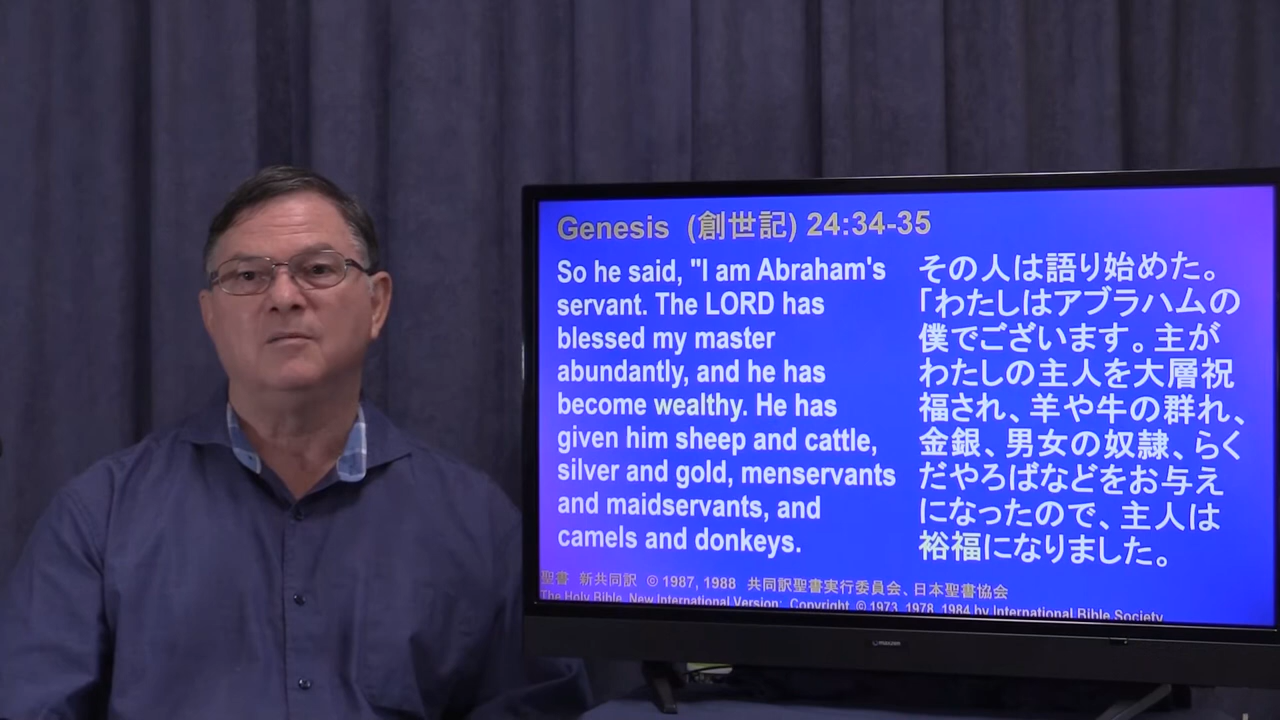 Genesis (創世記) 24:34-35
So he said, "I am Abraham's
servant. The LORD has
blessed my master
abundantly, and he has
become wealthy. He has
given him sheep and cattle,
silver and gold, menservants
and maidservants, and
camels and donkeys.
その人は語り始めた。
「わたしはアブラハムの
僕でございます。主が
わたしの主人を大層祝
福され、羊や牛の群れ、
金銀、男女の奴隷、らく
だやろばなどをお与え
になったので、主人は
裕福になりました。
聖書 新共同訳 © 1987, 1988 共同訳聖書実行委員会、日本聖書協会
The Holy Bible, New International Version; Copyright © 1973, 1978, 1984 by International Bible Society
maxzen